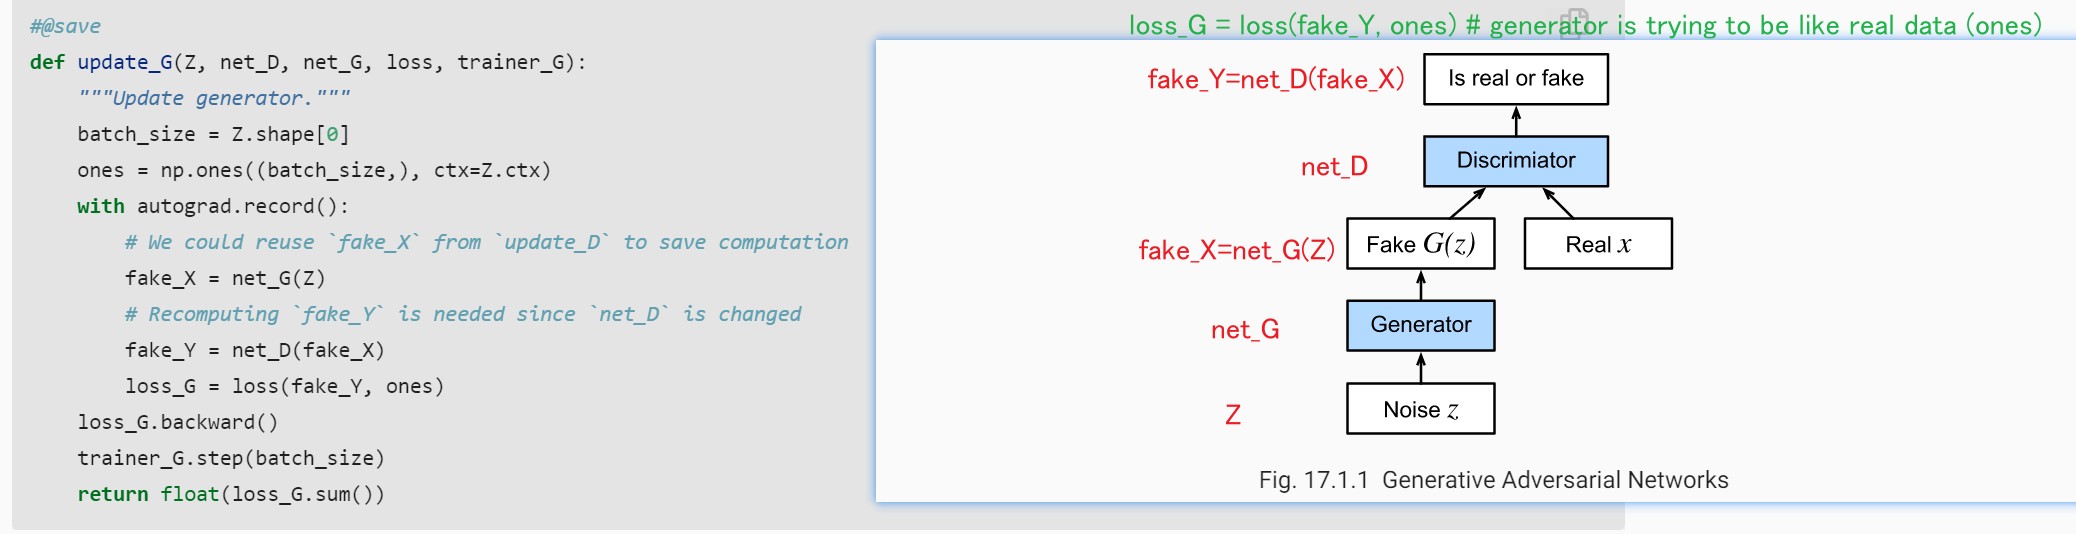 #@save
def update_G(Z, net_D, net_G, loss, trainer_G):
    """Update generator."""
    batch_size = Z.shape[0]
    ones = np.ones((batch_size,), ctx=Z.ctx)
    with autograd.record():
        # We could reuse `fake_X` from `update_D` to save computation
        fake_X = net_G(Z)
        # Recomputing `fake_Y` is needed since `net_D` is changed
        fake_Y = net_D(fake_X)
        loss_G = loss(fake_Y, ones)
    loss_G.backward()
    trainer_G.step(batch_size)
    return float(loss_G.sum())
loss_G = loss(fake_Y, ones) # generator is trying to be like real data (ones)
fake_Y=net_D(fake_X)
Is real or fake
net_D
Discrimiator
fake_X=net_G(Z)
Fake G(z)
Real x
net_G
Generator
Z
Noise z
Fig. 17.1.1 Generative Adversarial Networks